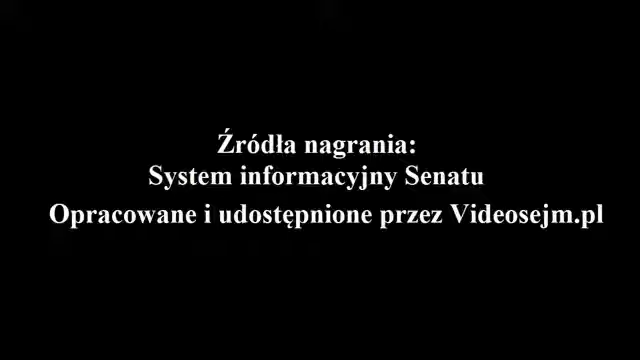 Źródła nagrania:
System informacyjny Senatu
Opracowane i udostępnione przez Videosejm.pl